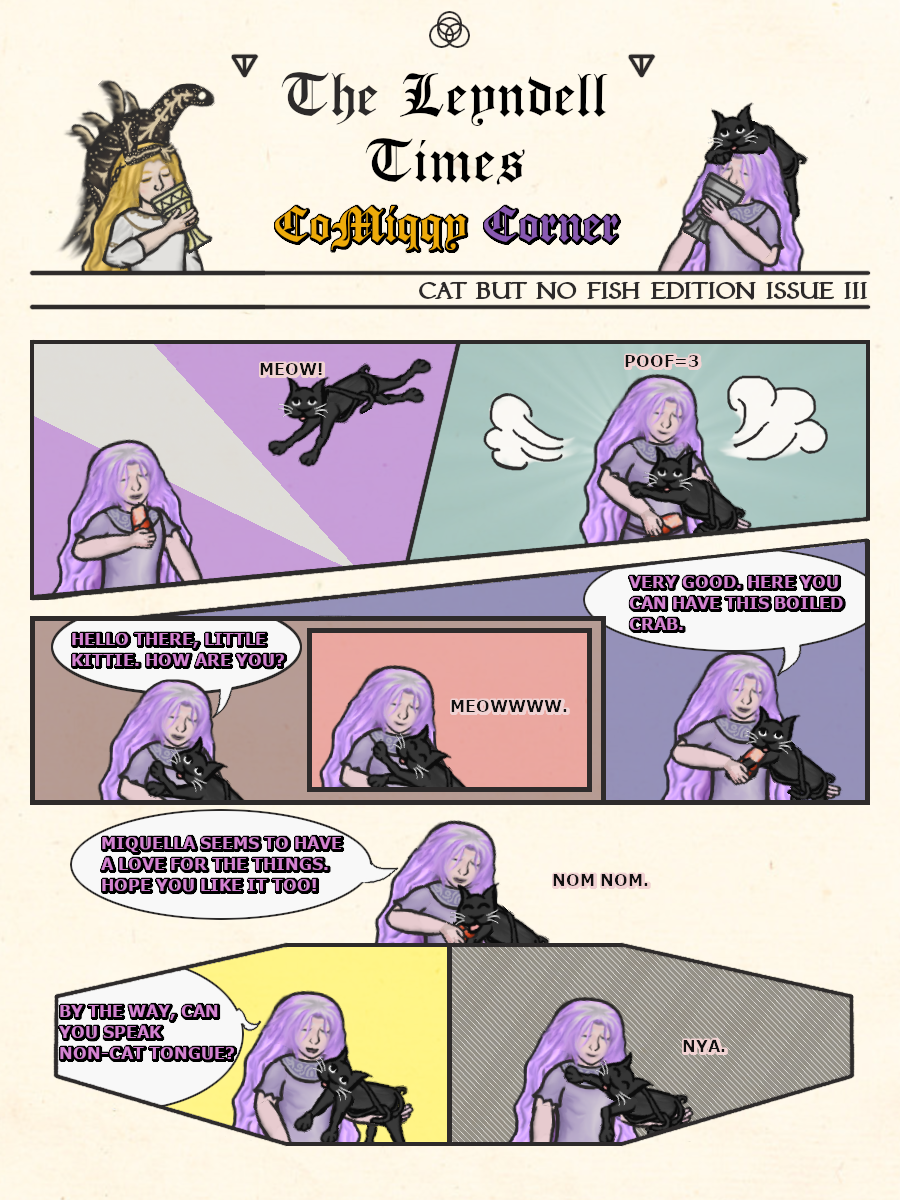 The Leyndell
Times
CoMiqqy Corner
CAT BUT NO FISH EDITION ISSUE III
MEOW!
POOF=3
HELLO THERE, LITTLE
KITTIE. HOW ARE YOU?
MEOWWWW.
VERY GOOD. HERE YOU
CAN HAVE THIS BOILED
CRAB.
MIQUELLA SEEMS TO HAVE
A LOVE FOR THE THINGS.
HOPE YOU LIKE IT TOO!
NOM NOM.
BY THE WAY, CAN
YOU SPEAK
NON-CAT TONGUE?
NYA.